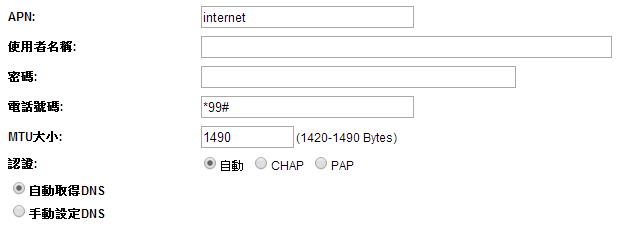 APN: internet
使用者名稱:
密碼:
電話號碼: *99#
MTU大小: 1490 (1420-1490 Bytes)
認證: 自動 CHAP PAP
自動取得DNS
手動設定DNS